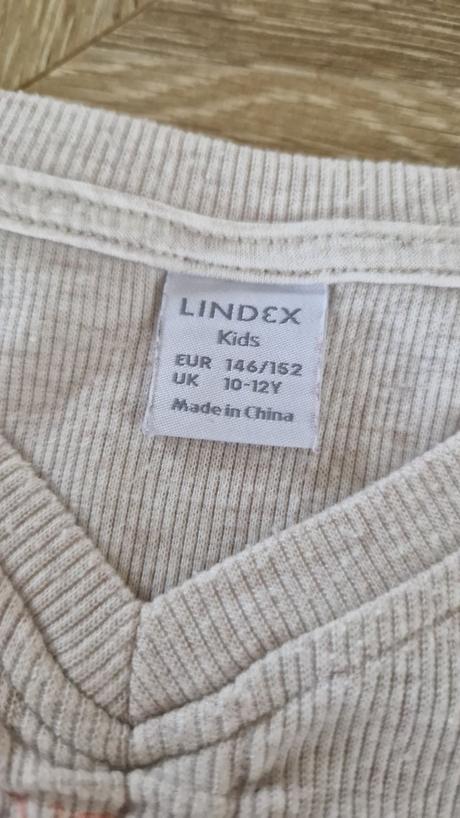 LINDEX
Kids
EUR 146/152
UK 10-12Y
Made in China